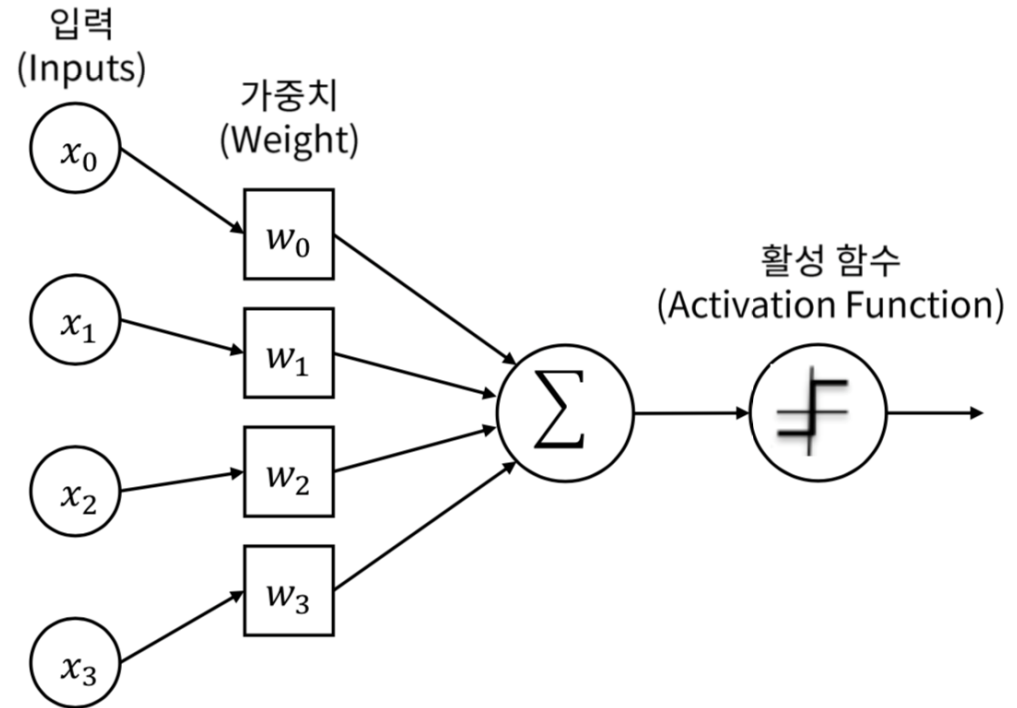 입력
(Inputs)
가중치
(Weight)
x₀
w₀
활성 함수
(Activation Function)
x₁
w₁
∑
x₂
w₂
x₃
w₃